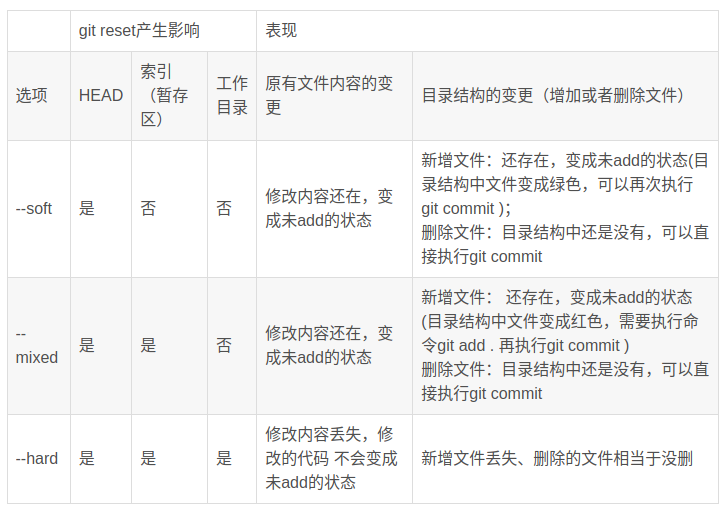 git reset产生影响
表现
选项
HEAD
索引
（暂存
区）
工作
目录
原有文件内容的变
更
目录结构的变更（增加或者删除文件）
--soft
是
否
否
修改内容还在，变
成未add的状态
新增文件：还存在，变成未add的状态(目
录结构中文件变成绿色，可以再次执行
git commit )；
删除文件：目录结构中还是没有，可以直
接执行git commit
--
mixed
是
是
否
修改内容还在，变
成未add的状态
新增文件： 还存在，变成未add的状态
(目录结构中文件变成红色，需要执行命
令git add . 再执行git commit )
删除文件：目录结构中还是没有，可以直
接执行git commit
--hard
是
是
是
修改内容丢失，修
改的代码 不会变成
未add的状态
新增文件丢失、删除的文件相当于没删